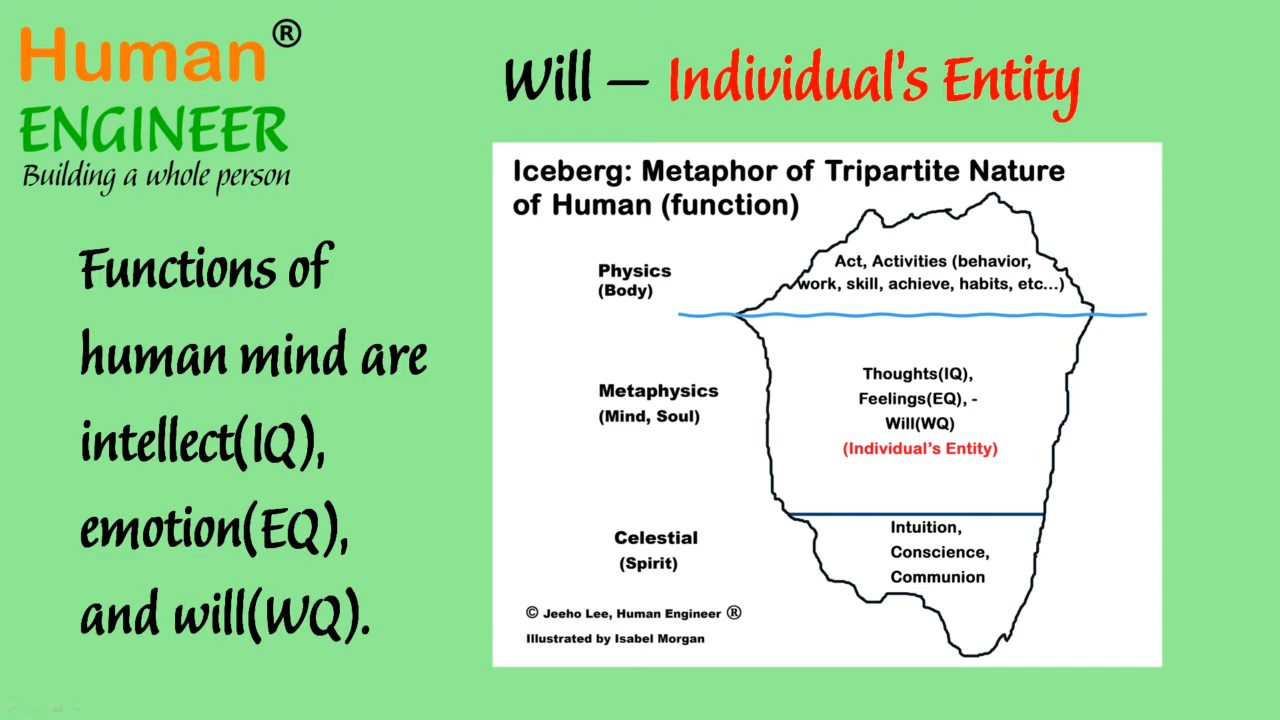 Human®
ENGINEER
Building a whole person
Will – Individual's Entity
Functions of
human mind are
intellect(IQ),
emotion(EQ),
and will(WQ).
Iceberg: Metaphor of Tripartite Nature
of Human (function)
Physics
(Body)
Act, Activities (behavior,
work, skill, achieve, habits, etc...)
Metaphysics
(Mind, Soul)
Thoughts(IQ),
Feelings(EQ), -
Will(WQ)
(Individual's Entity)
Celestial
(Spirit)
Intuition,
Conscience,
Communion
© Jeeho Lee, Human Engineer ®
Illustrated by Isabel Morgan